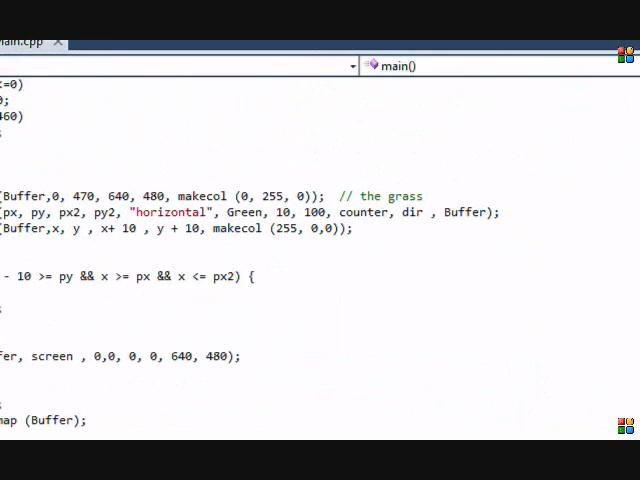 main.cpp
main()
<=0)
0;
460)
(Buffer,0, 470, 640, 480, makecol (0, 255, 0)); // the grass
(px, py, px2, py2, "horizontal", Green, 10, 100, counter, dir , Buffer);
(Buffer,x, y , x+ 10 , y + 10, makecol (255, 0,0));
- 10 >= py && x >= px && x <= px2) {
fer, screen , 0,0, 0, 0, 640, 480);
map (Buffer);